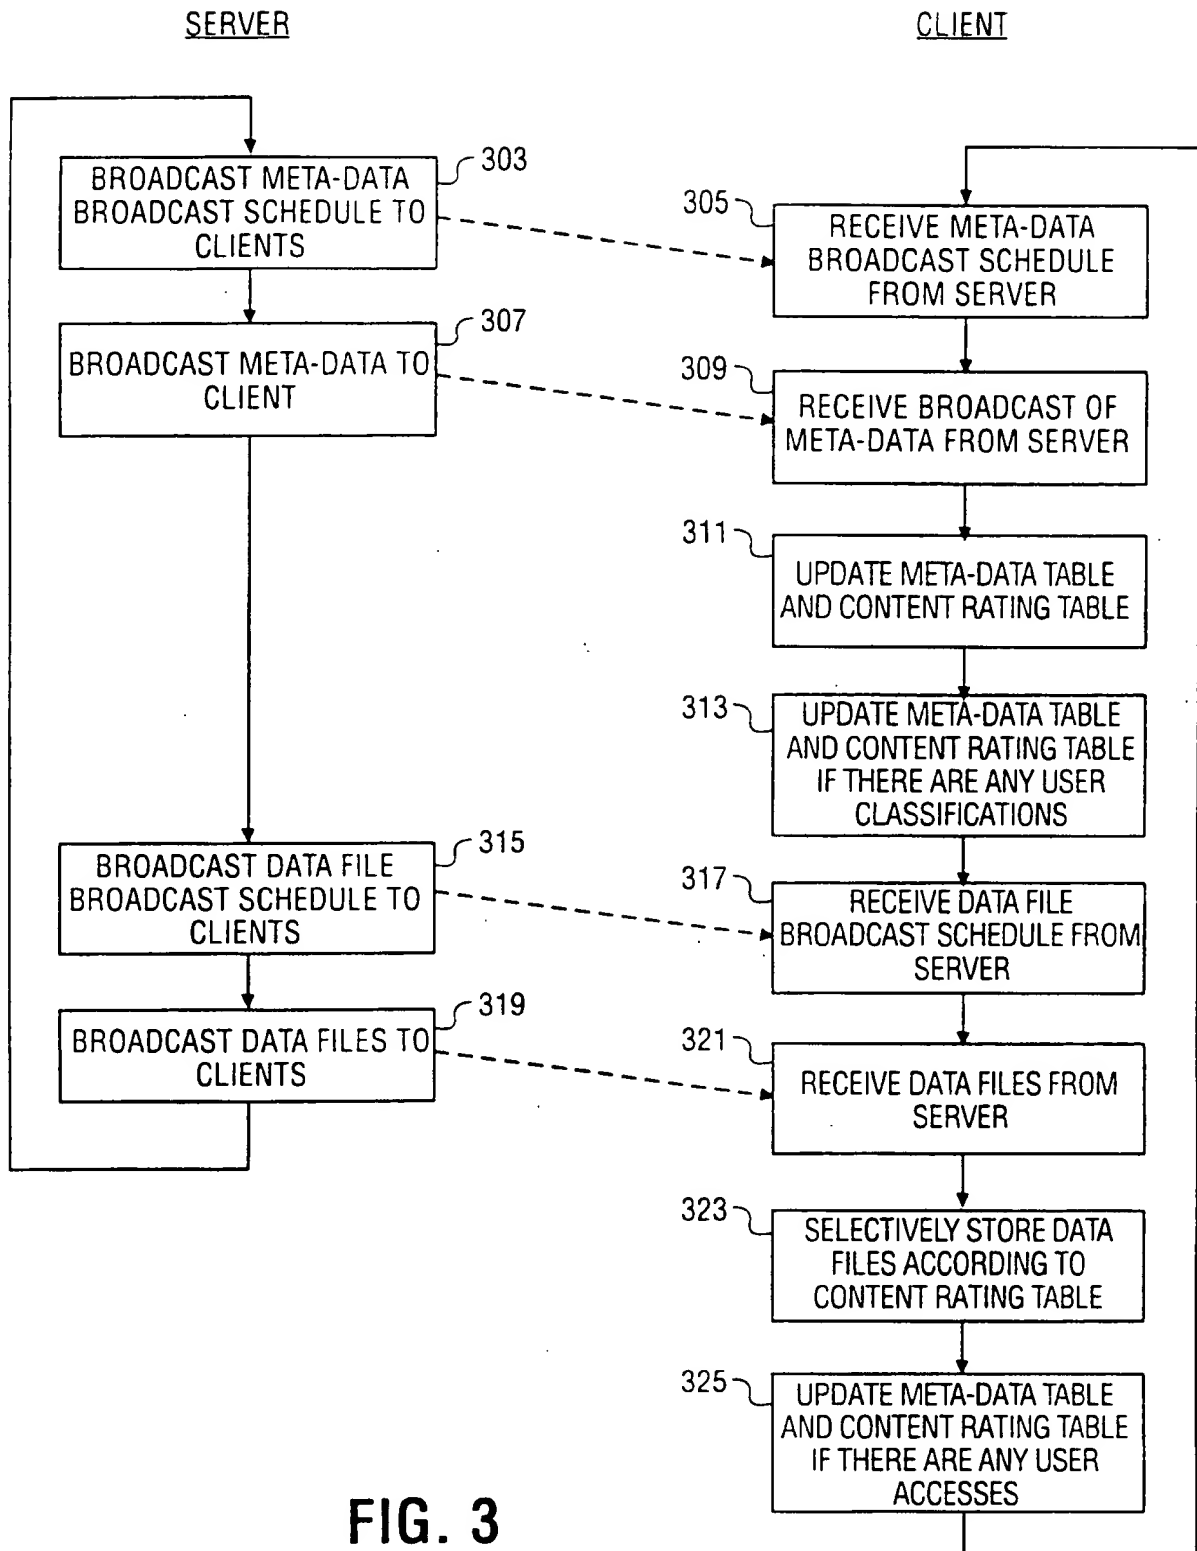 SERVER
CLIENT
303
BROADCAST META-DATA
BROADCAST SCHEDULE TO
CLIENTS
305
RECEIVE META-DATA
BROADCAST SCHEDULE
FROM SERVER
307
BROADCAST META-DATA TO
CLIENT
309
RECEIVE BROADCAST OF
META-DATA FROM SERVER
311
UPDATE META-DATA TABLE
AND CONTENT RATING TABLE
313
UPDATE META-DATA TABLE
AND CONTENT RATING TABLE
IF THERE ARE ANY USER
CLASSIFICATIONS
315
BROADCAST DATA FILE
BROADCAST SCHEDULE TO
CLIENTS
317
RECEIVE DATA FILE
BROADCAST SCHEDULE FROM
SERVER
319
BROADCAST DATA FILES TO
CLIENTS
321
RECEIVE DATA FILES FROM
SERVER
323
SELECTIVELY STORE DATA
FILES ACCORDING TO
CONTENT RATING TABLE
325
UPDATE META-DATA TABLE
AND CONTENT RATING TABLE
IF THERE ARE ANY USER
ACCESSES
FIG. 3